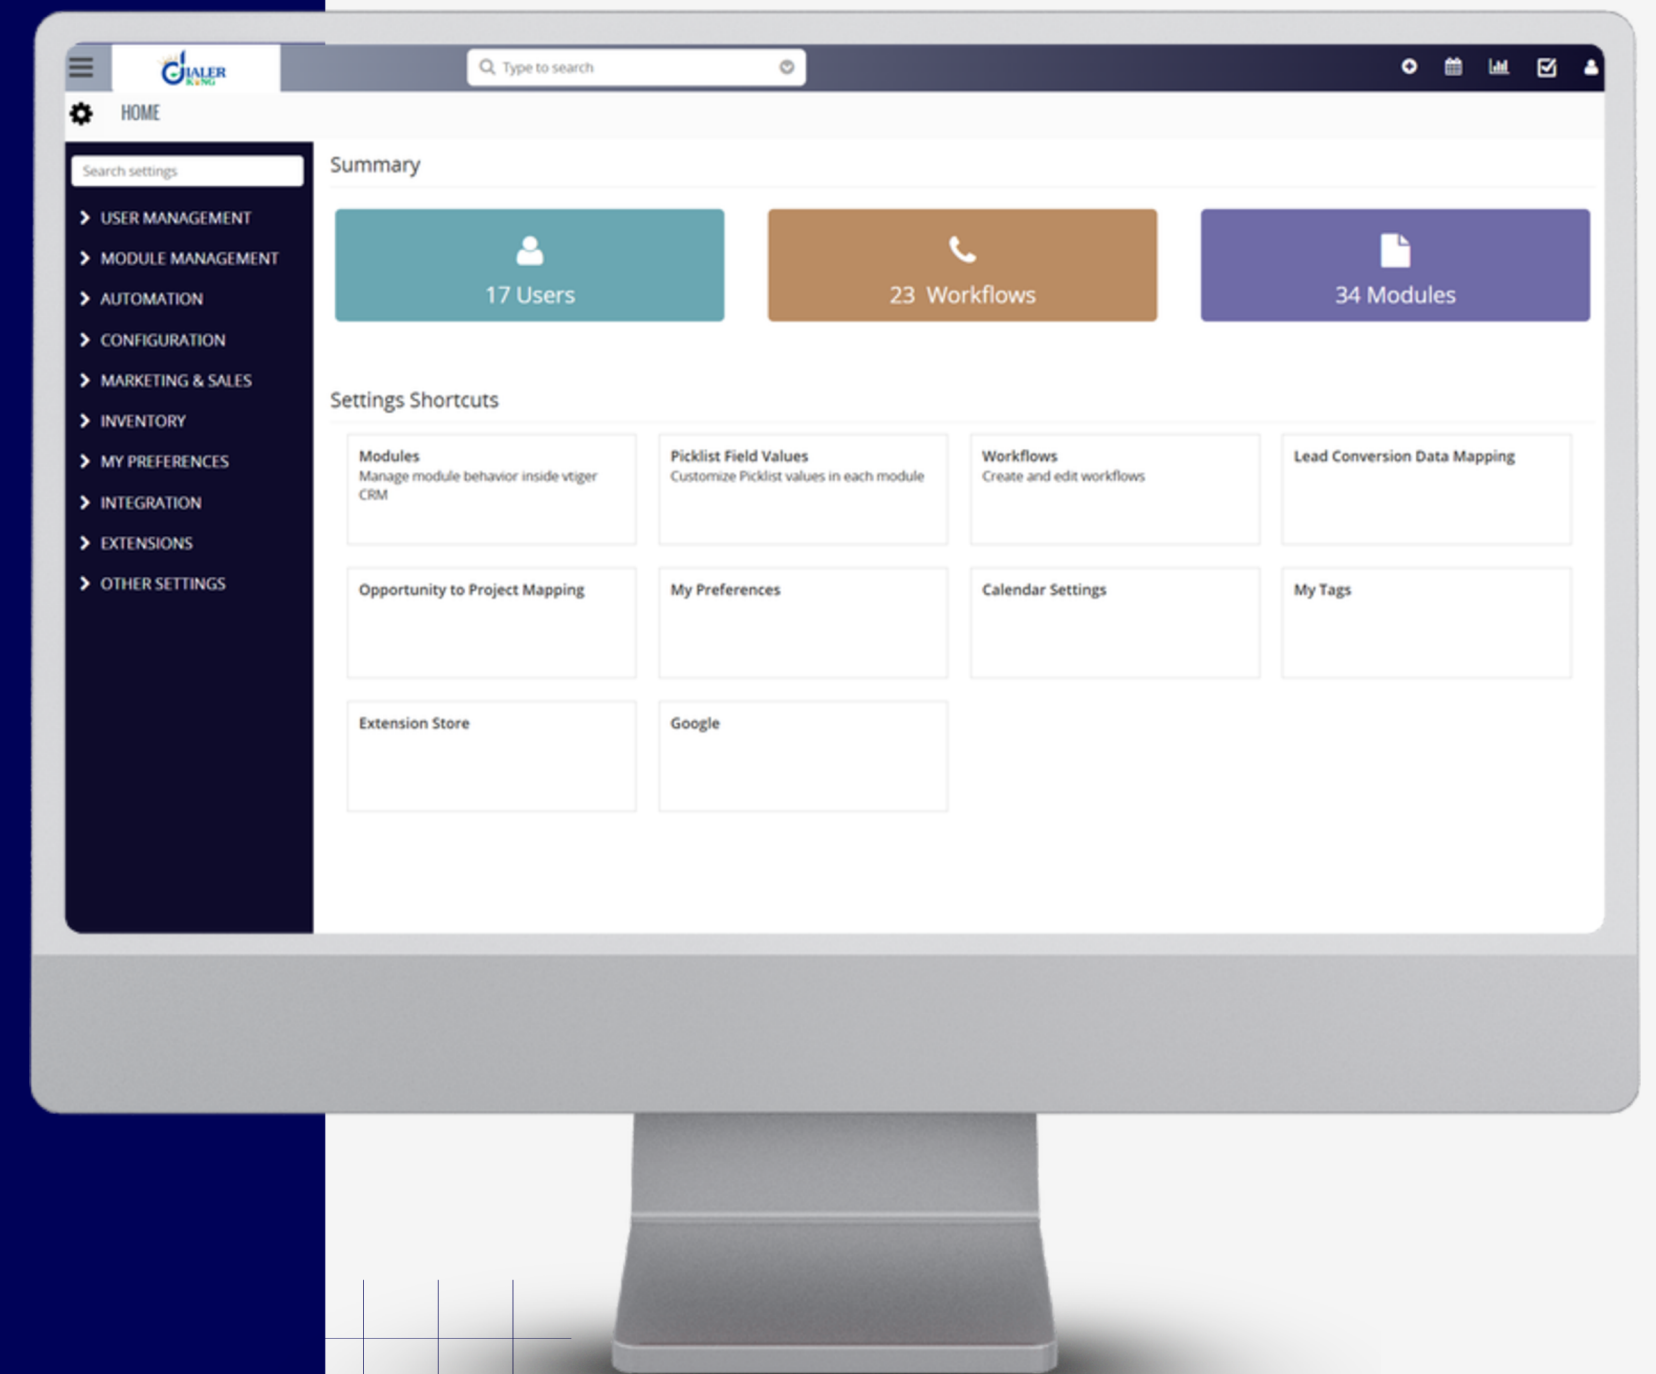 DIALER
KING
Type to search
HOME
Search settings
USER MANAGEMENT
MODULE MANAGEMENT
AUTOMATION
CONFIGURATION
MARKETING & SALES
INVENTORY
MY PREFERENCES
INTEGRATION
EXTENSIONS
OTHER SETTINGS
Summary
17 Users
23 Workflows
34 Modules
Settings Shortcuts
Modules
Manage module behavior inside vtiger
CRM
Picklist Field Values
Customize Picklist values in each module
Workflows
Create and edit workflows
Lead Conversion Data Mapping
Opportunity to Project Mapping
My Preferences
Calendar Settings
My Tags
Extension Store
Google